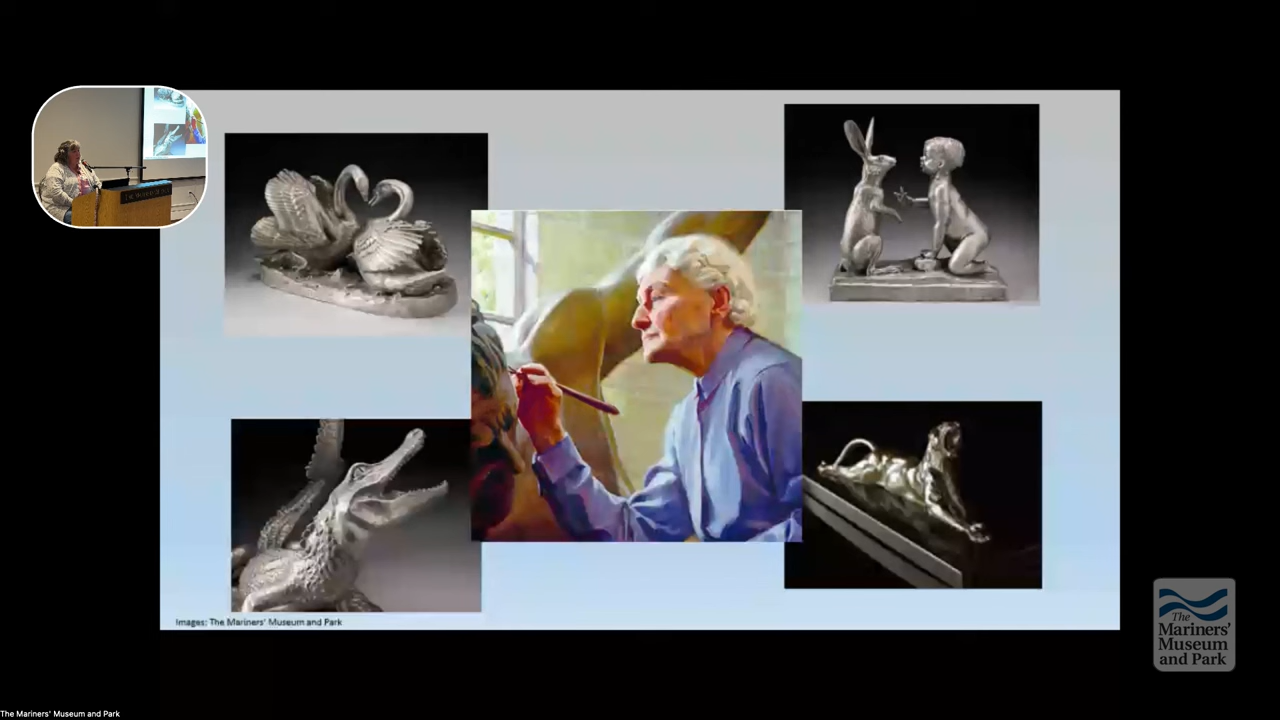 Images: The Mariners' Museum and Park
The
Mariners'
Museum
and Park
The Mariners' Museum and Park